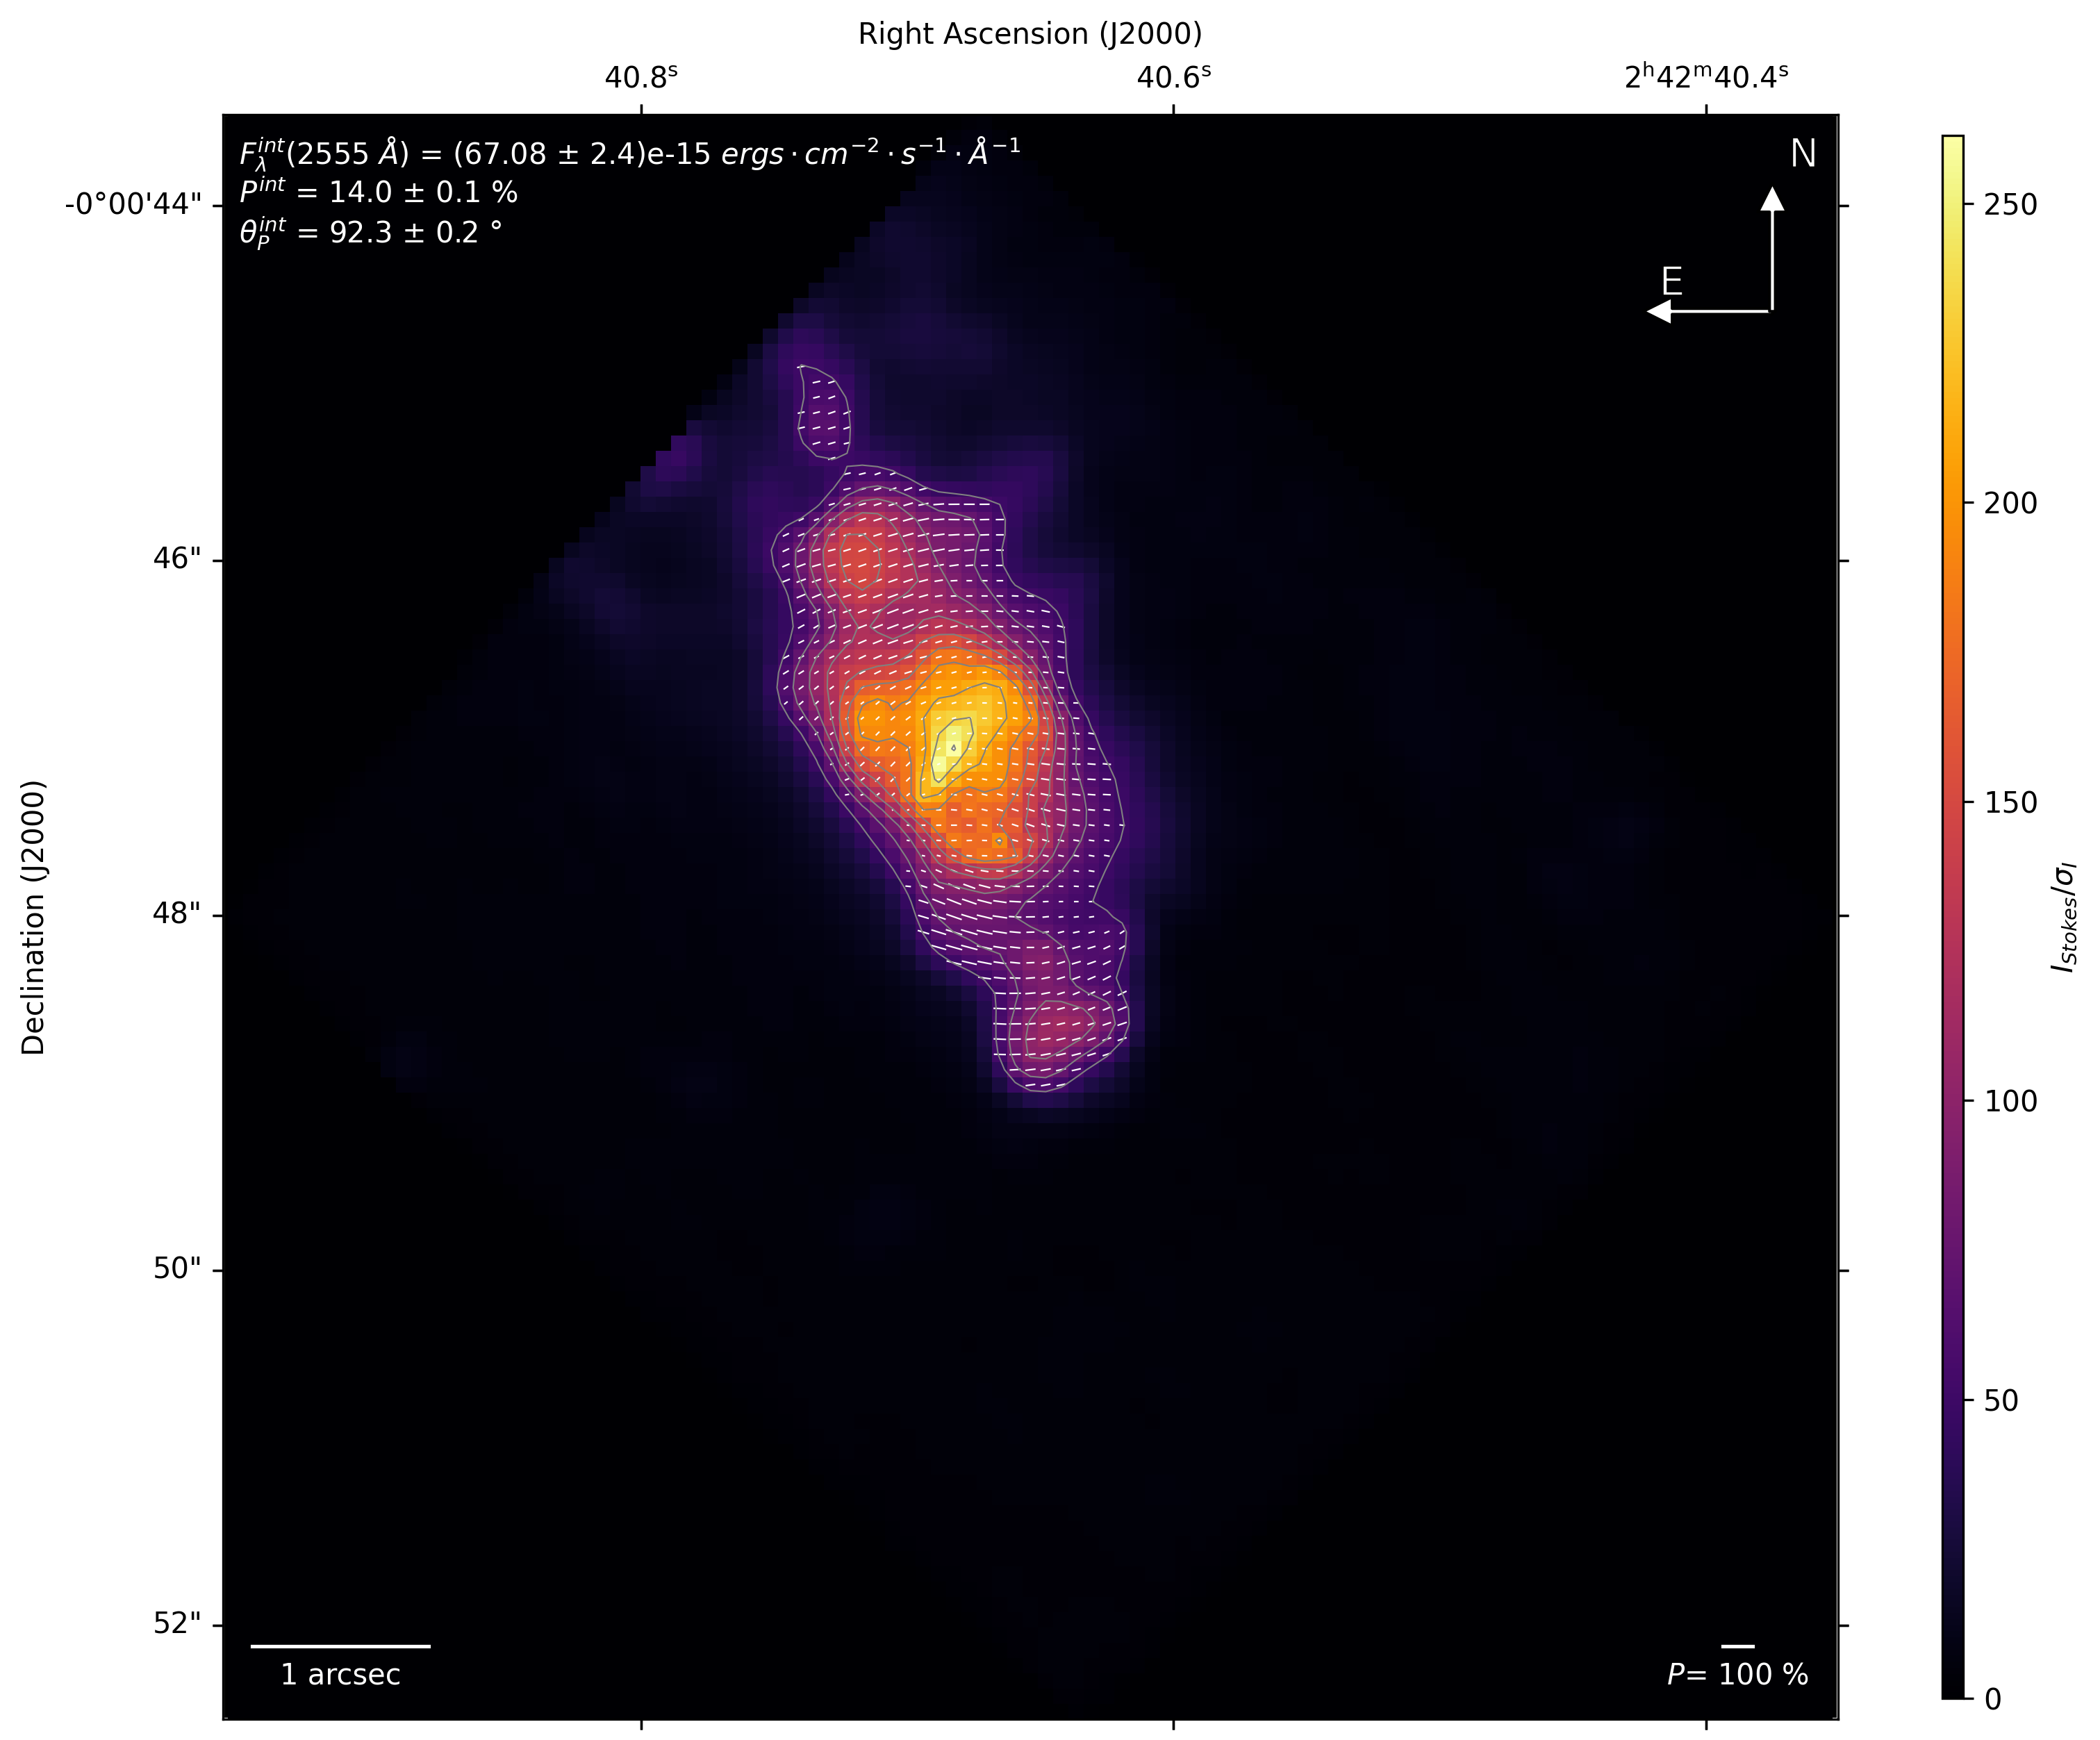 Right Ascension (J2000)
40.8ˢ 40.6ˢ 2ʰ42ᵐ40.4ˢ
F_λ^int(2555 Å) = (67.08 ± 2.4)e-15 ergs · cm⁻² · s⁻¹ · Å⁻¹
P^int = 14.0 ± 0.1 %
θ_P^int = 92.3 ± 0.2 °
N
E
-0°00'44"
46"
48"
50"
52"
Declination (J2000)
1 arcsec
P= 100 %
250
200
150
100
50
0
I_Stokes/σ_I